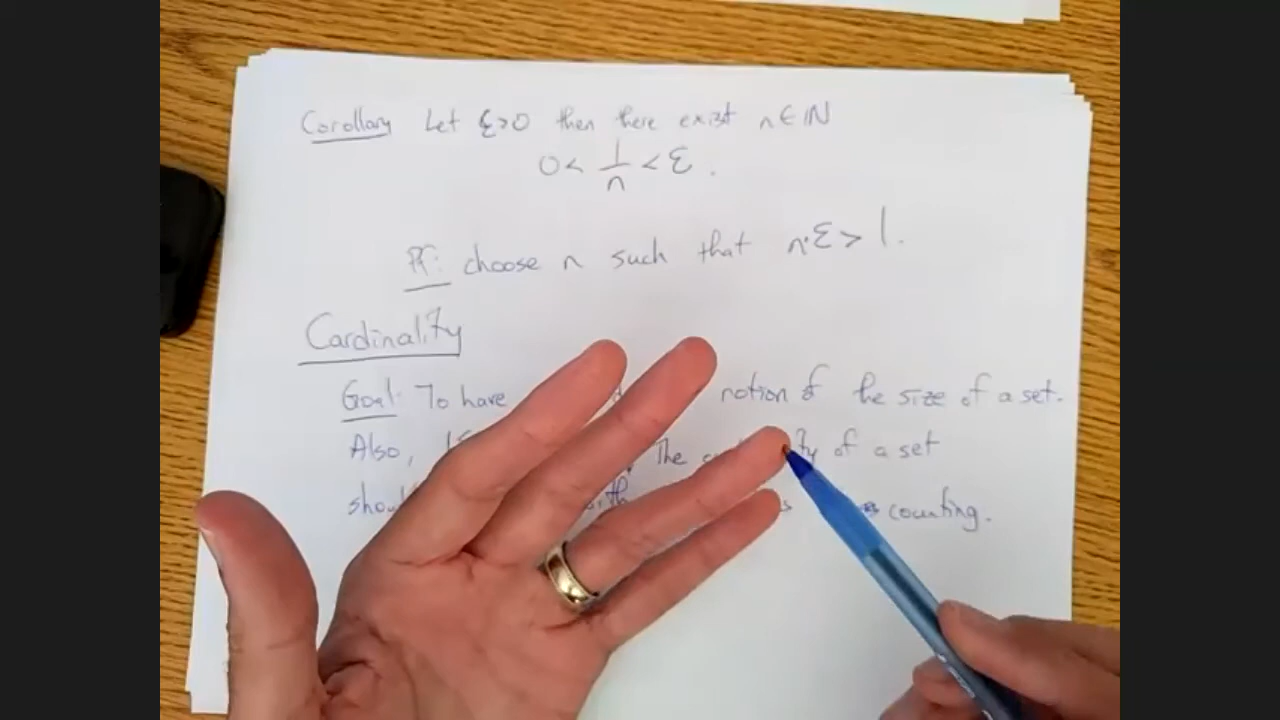 Corollary Let ε>0 then there exist n∈ℕ
0 < 1/n < ε.
Pf: choose n such that n·ε > 1.
Cardinality
Goal: To have notion of the size of a set.
Also, The of a set
counting.